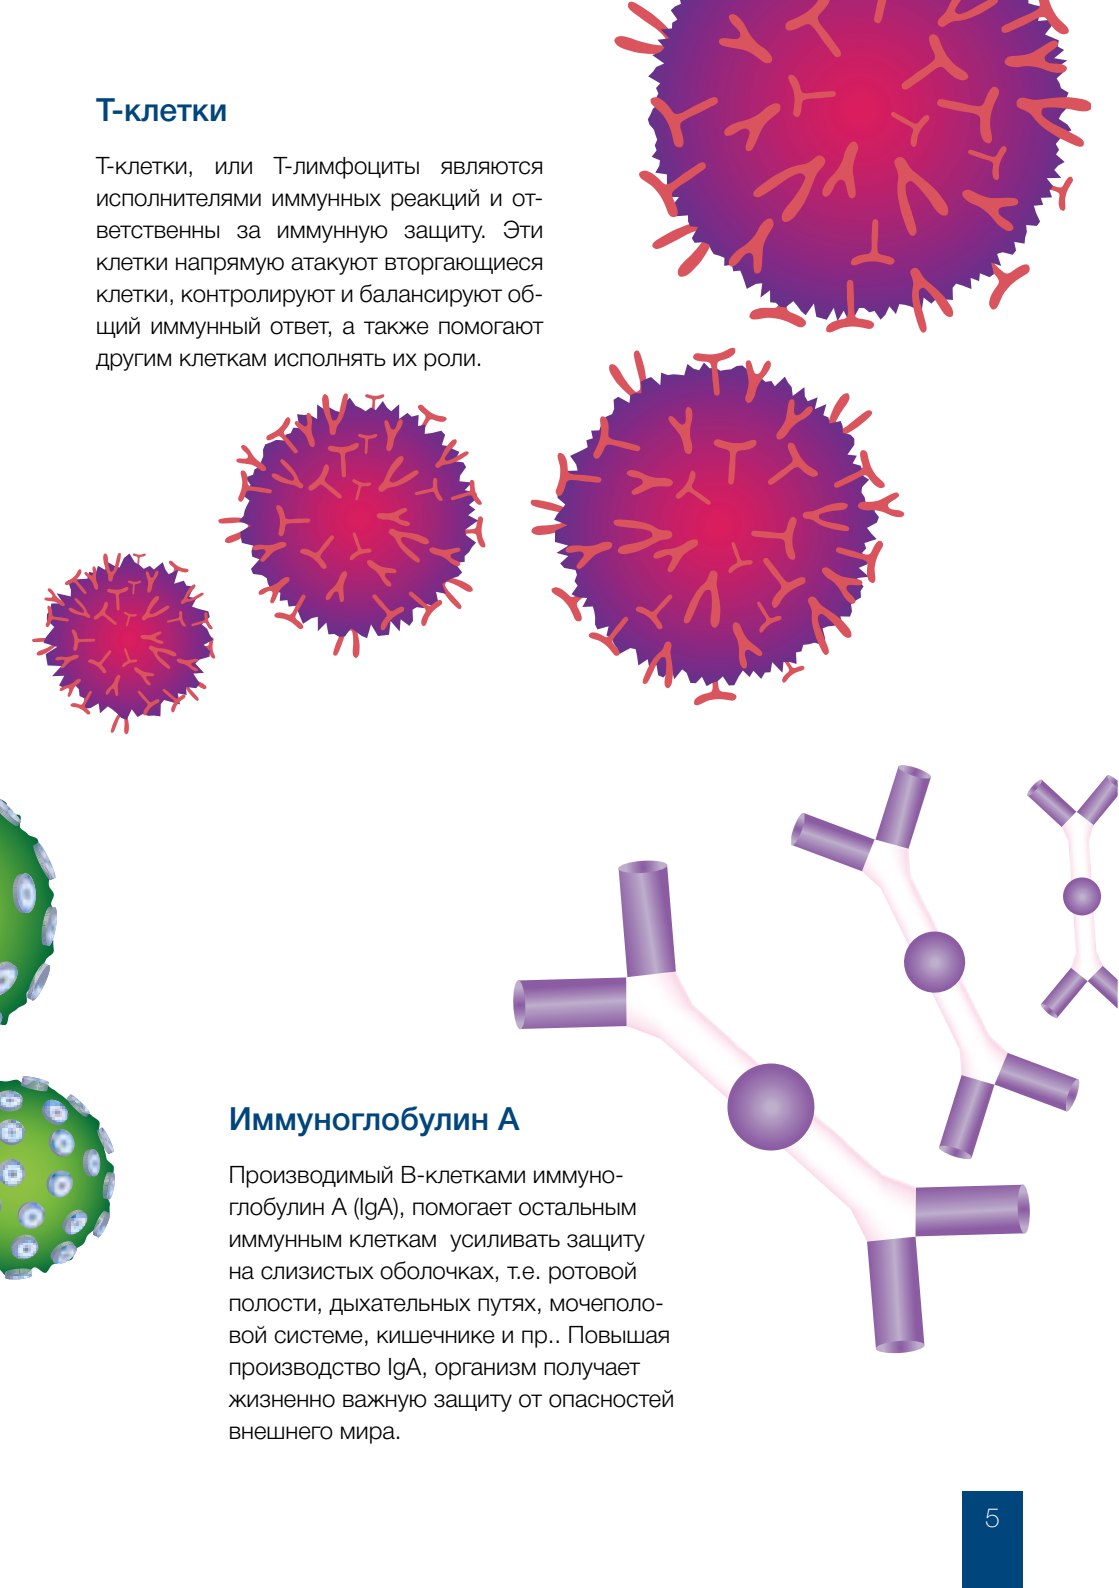 Т-клетки
Т-клетки, или Т-лимфоциты являются
исполнителями иммунных реакций и от-
ветственны за иммунную защиту. Эти
клетки напрямую атакуют вторгающиеся
клетки, контролируют и балансируют об-
щий иммунный ответ, а также помогают
другим клеткам исполнять их роли.
Иммуноглобулин А
Производимый В-клетками иммуно-
глобулин А (IgA), помогает остальным
иммунным клеткам  усиливать защиту
на слизистых оболочках, т.е. ротовой
полости, дыхательных путях, мочеполо-
вой системе, кишечнике и пр.. Повышая
производство IgA, организм получает
жизненно важную защиту от опасностей
внешнего мира.
5